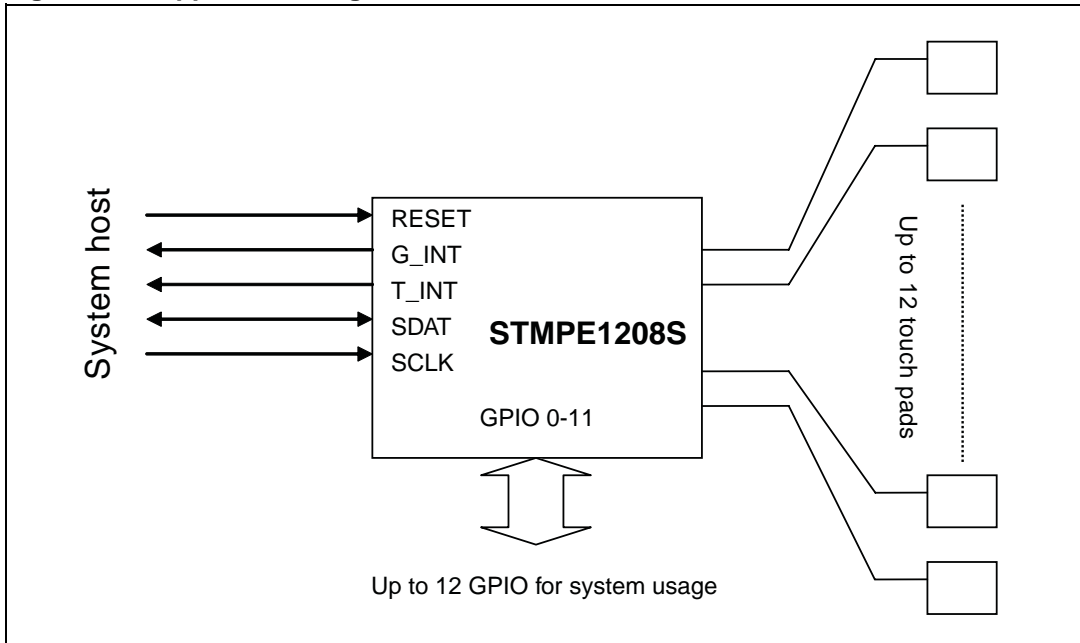 System host
RESET
G_INT
T_INT
SDAT
SCLK
STMPE1208S
GPIO 0-11
Up to 12 touch pads
Up to 12 GPIO for system usage